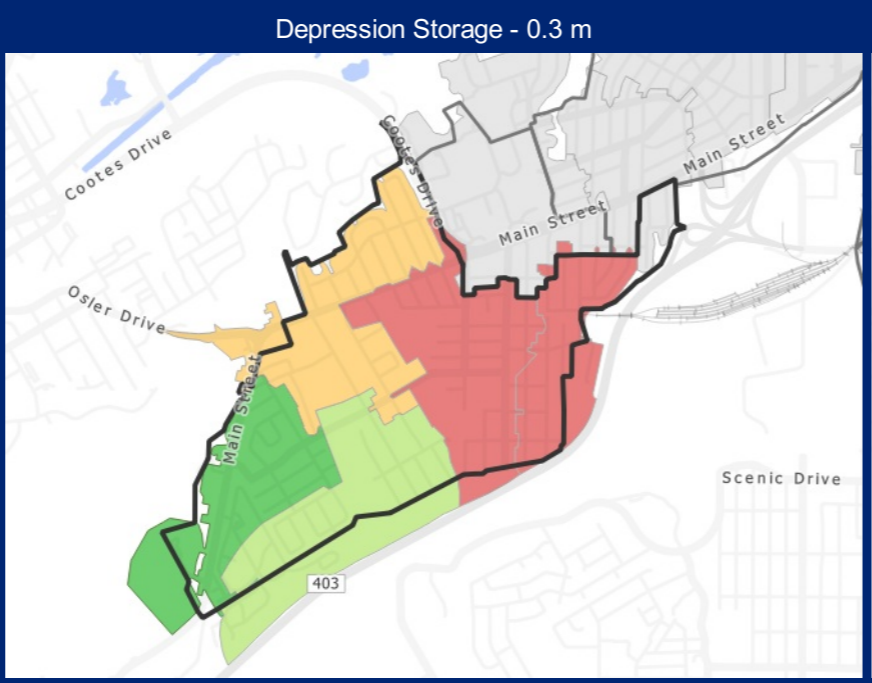 Depression Storage - 0.3 m
Cootes Drive
Cootes Drive
Main Street
Main Street
Osler Drive
Main Street
Scenic Drive
403